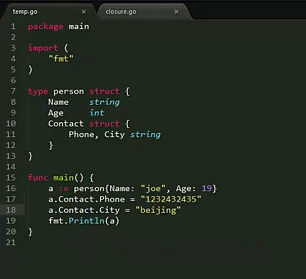 temp.go closure.go
1 package main
2
3 import (
4 "fmt"
5 )
6
7 type person struct {
8 Name string
9 Age int
10 Contact struct {
11 Phone, City string
12 }
13 }
14
15 func main() {
16 a := person{Name: "joe", Age: 19}
17 a.Contact.Phone = "1232432435"
18 a.Contact.City = "beijing"
19 fmt.Println(a)
20 }
21